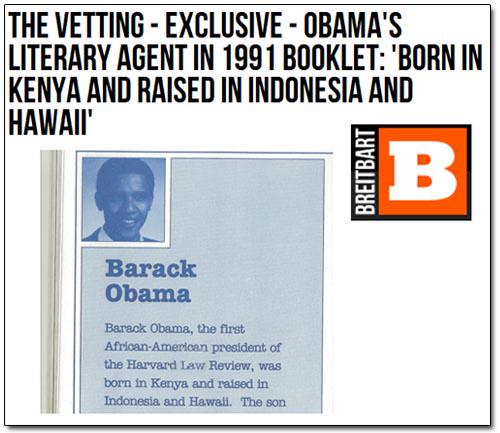 THE VETTING - EXCLUSIVE - OBAMA'S
LITERARY AGENT IN 1991 BOOKLET: 'BORN IN
KENYA AND RAISED IN INDONESIA AND
HAWAII'
BREITBART
B
Barack
Obama
Barack Obama, the first
African-American president of
the Harvard Law Review, was
born in Kenya and raised in
Indonesia and Hawaii. The son